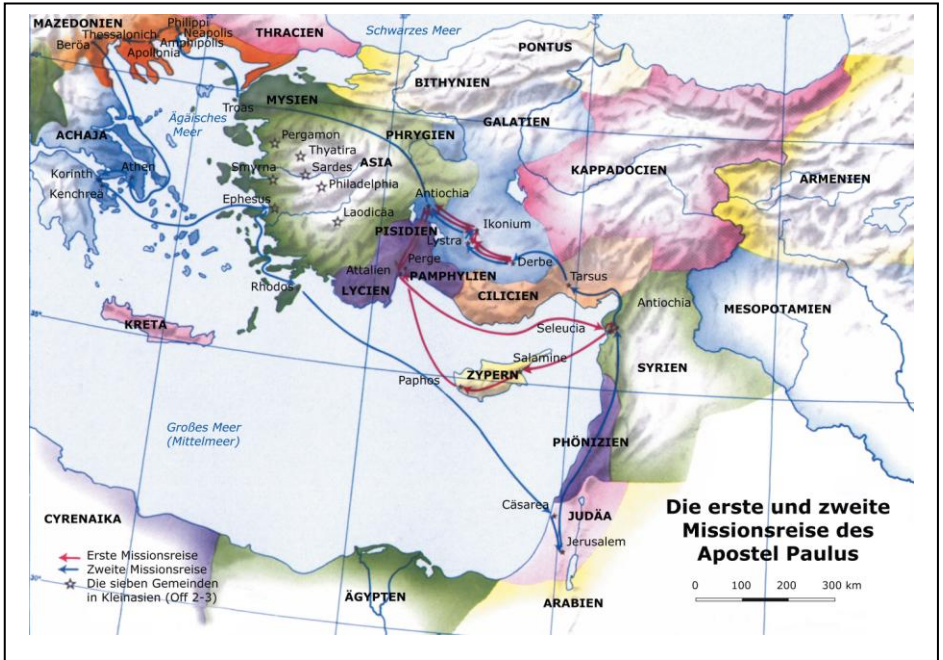 MAZEDONIEN
Philippi
Thessalonich
Neapolis
Beröa
Amphipolis
Apollonia
THRACIEN
Schwarzes Meer
PONTUS
BITHYNIEN
MYSIEN
Troas
Ägäisches
Meer
PHRYGIEN
GALATIEN
ACHAJA
Pergamon
Thyatira
Smyrna
Sardes
ASIA
Philadelphia
KAPPADOCIEN
ARMENIEN
Athen
Korinth
Kenchreä
Ephesus
Laodicäa
Antiochia
PISIDIEN
Ikonium
Lystra
Derbe
Perge
Attalien
PAMPHYLIEN
LYCIEN
CILICIEN
Tarsus
Rhodos
Antiochia
MESOPOTAMIEN
KRETA
Seleucia
Salamine
ZYPERN
SYRIEN
Paphos
Großes Meer
(Mittelmeer)
PHÖNIZIEN
Cäsarea
JUDÄA
Jerusalem
CYRENAIKA
ÄGYPTEN
ARABIEN
Die erste und zweite
Missionsreise des
Apostel Paulus
0 100 200 300 km
Erste Missionsreise
Zweite Missionsreise
Die sieben Gemeinden
in Kleinasien (Off 2-3)